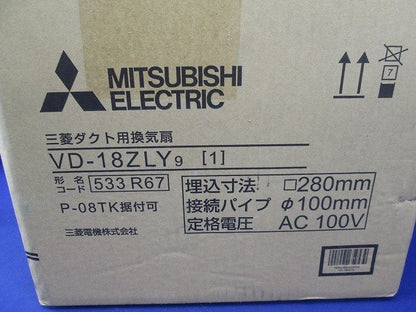 MITSUBISHI
ELECTRIC
7
三菱ダクト用換気扇
VD-18ZLY9 [1]
形名コード 533 R67
P-08TK据付可
三菱電機株式会社
埋込寸法 □280mm
接続パイプ φ100mm
定格電圧 AC 100V